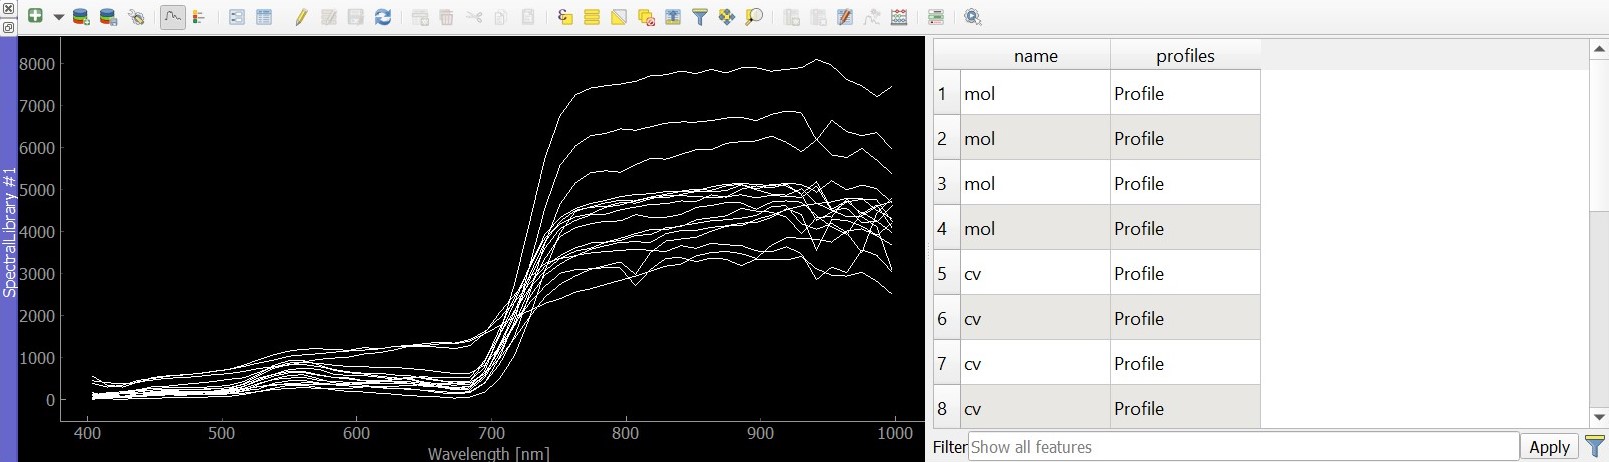 SpectralLibrary #1
8000
7000
6000
5000
4000
3000
2000
1000
0
400 500 600 700 800 900 1000
Wavelength [nm]
name profiles
1 mol Profile
2 mol Profile
3 mol Profile
4 mol Profile
5 cv Profile
6 cv Profile
7 cv Profile
8 cv Profile
Filter Show all features Apply